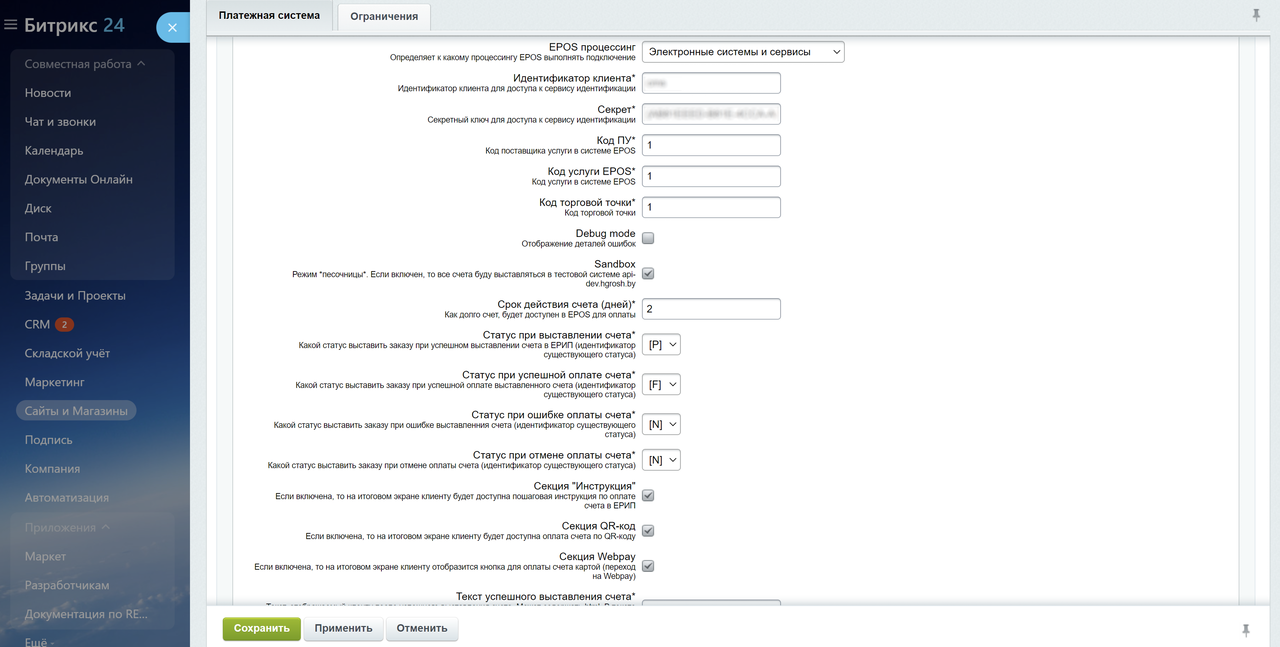 Битрикс 24
Совместная работа
Новости
Чат и звонки
Календарь
Документы Онлайн
Диск
Почта
Группы
Задачи и Проекты
CRM 2
Складской учёт
Маркетинг
Сайты и Магазины
Подпись
Компания
Автоматизация
Приложения
Маркет
Разработчикам
Документация по RE...
Ещё -
Платежная система
Ограничения
EPOS процессинг
Определяет к какому процессингу EPOS выполнять подключение
Электронные системы и сервисы
Идентификатор клиента*
Идентификатор клиента для доступа к сервису идентификации
Секрет*
Секретный ключ для доступа к сервису идентификации
Код ПУ*
Код поставщика услуги в системе EPOS
1
Код услуги EPOS*
Код услуги в системе EPOS
1
Код торговой точки*
Код торговой точки
1
Debug mode
Отображение деталей ошибок
Sandbox
Режим *песочницы*. Если включен, то все счета буду выставляться в тестовой системе api-
dev.hgrosh.by
Срок действия счета (дней)*
Как долго счет, будет доступен в EPOS для оплаты
2
Статус при выставлении счета*
Какой статус выставить заказу при успешном выставлении счета в ЕРИП (идентификатор
существующего статуса)
[P]
Статус при успешной оплате счета*
Какой статус выставить заказу при успешной оплате выставленного счета (идентификатор
существующего статуса)
[F]
Статус при ошибке оплаты счета*
Какой статус выставить заказу при ошибке выставленния счета (идентификатор существующего
статуса)
[N]
Статус при отмене оплаты счета*
Какой статус выставить заказу при отмене оплаты счета (идентификатор существующего статуса)
[N]
Секция "Инструкция"
Если включена, то на итоговом экране клиенту будет доступна пошаговая инструкция по оплате
счета в ЕРИП
Секция QR-код
Если включена, то на итоговом экране клиенту будет доступна оплата счета по QR-коду
Секция Webpay
Если включена, то на итоговом экране клиенту отобразится кнопка для оплаты счета картой (переход
на Webpay)
Текст успешного выставления счета*
Сохранить
Применить
Отменить